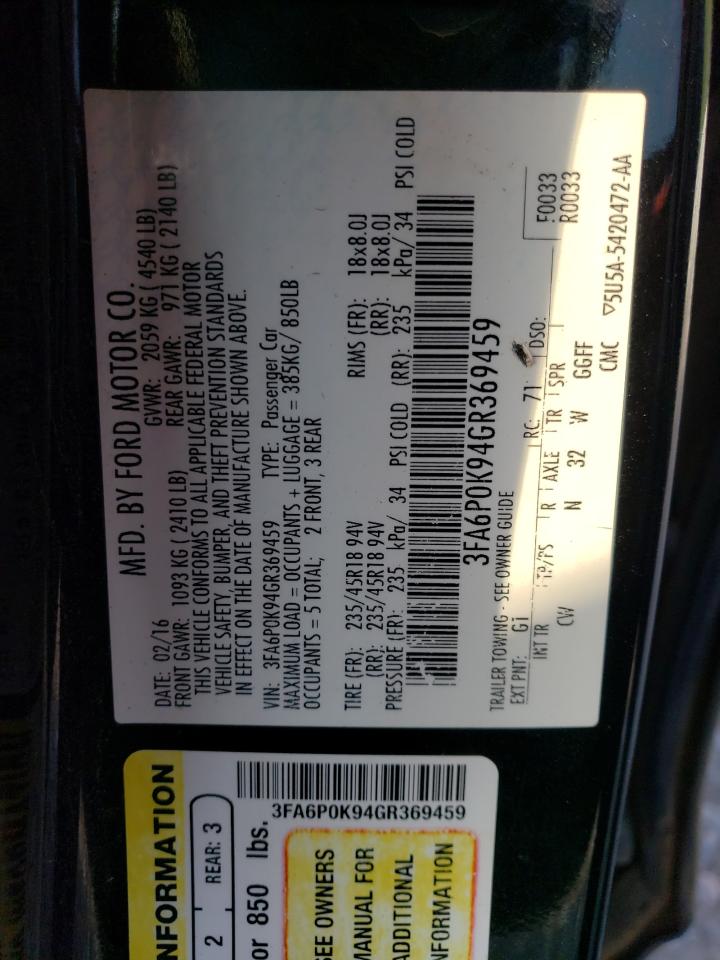 MFD. BY FORD MOTOR CO.
DATE: 02/16 GVWR: 2059 KG ( 4540 LB)
FRONT GAWR: 1093 KG ( 2410 LB) REAR GAWR: 971 KG ( 2140 LB)
THIS VEHICLE CONFORMS TO ALL APPLICABLE FEDERAL MOTOR
VEHICLE SAFETY, BUMPER, AND THEFT PREVENTION STANDARDS
IN EFFECT ON THE DATE OF MANUFACTURE SHOWN ABOVE.
VIN: 3FA6P0K94GR369459 TYPE: Passenger Car
MAXIMUM LOAD = OCCUPANTS + LUGGAGE = 385KG/ 850LB
OCCUPANTS = 5 TOTAL; 2 FRONT, 3 REAR
TIRE (FR): 235/45R18 94V RIMS (FR): 18x8.0J
(RR): 235/45R18 94V (RR): 18x8.0J
PRESSURE (FR): 235 kPa/ 34 PSI COLD (RR): 235 kPa/ 34 PSI COLD
3FA6P0K94GR369459
TRAILER TOWING - SEE OWNER GUIDE
EXT PNT: G1 RC: 71 DSO: F0033
R0033
INT TR TP/PS R AXLE TR SPR
CW N 32 W GGFF
CMC ▽5U5A-5420472-AA
NFORMATION
2 REAR: 3
or 850 lbs.
3FA6P0K94GR369459
SEE OWNERS
MANUAL FOR
ADDITIONAL
NFORMATION